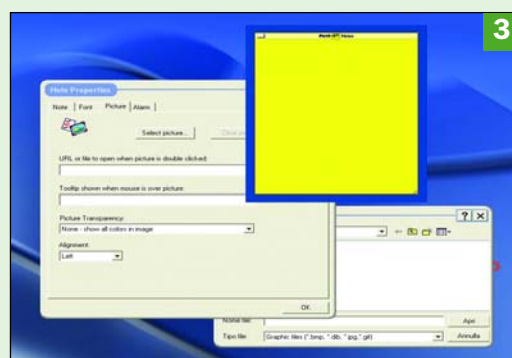 3
Note Properties
Note Font Picture Alarm
Select picture...
URL or file to open when picture is double clicked:
Tooltip shown when mouse is over picture:
Picture Transparency:
None - show all colors in image
Alignment:
Left
OK
Nome file:
Apri
Tipo file:
Graphic files (*.bmp, *.dib, *.jpg,*.gif)
Annulla